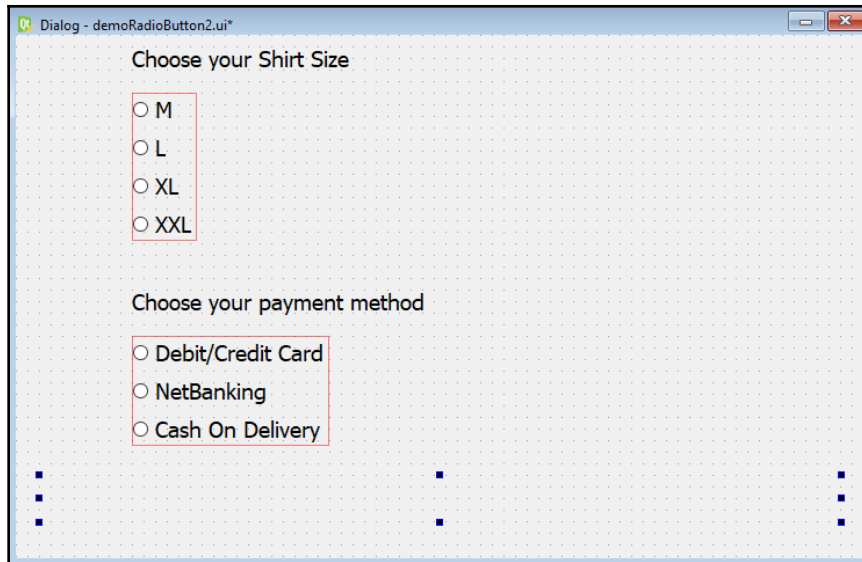 Dialog - demoRadioButton2.ui*
Choose your Shirt Size
M
L
XL
XXL
Choose your payment method
Debit/Credit Card
NetBanking
Cash On Delivery